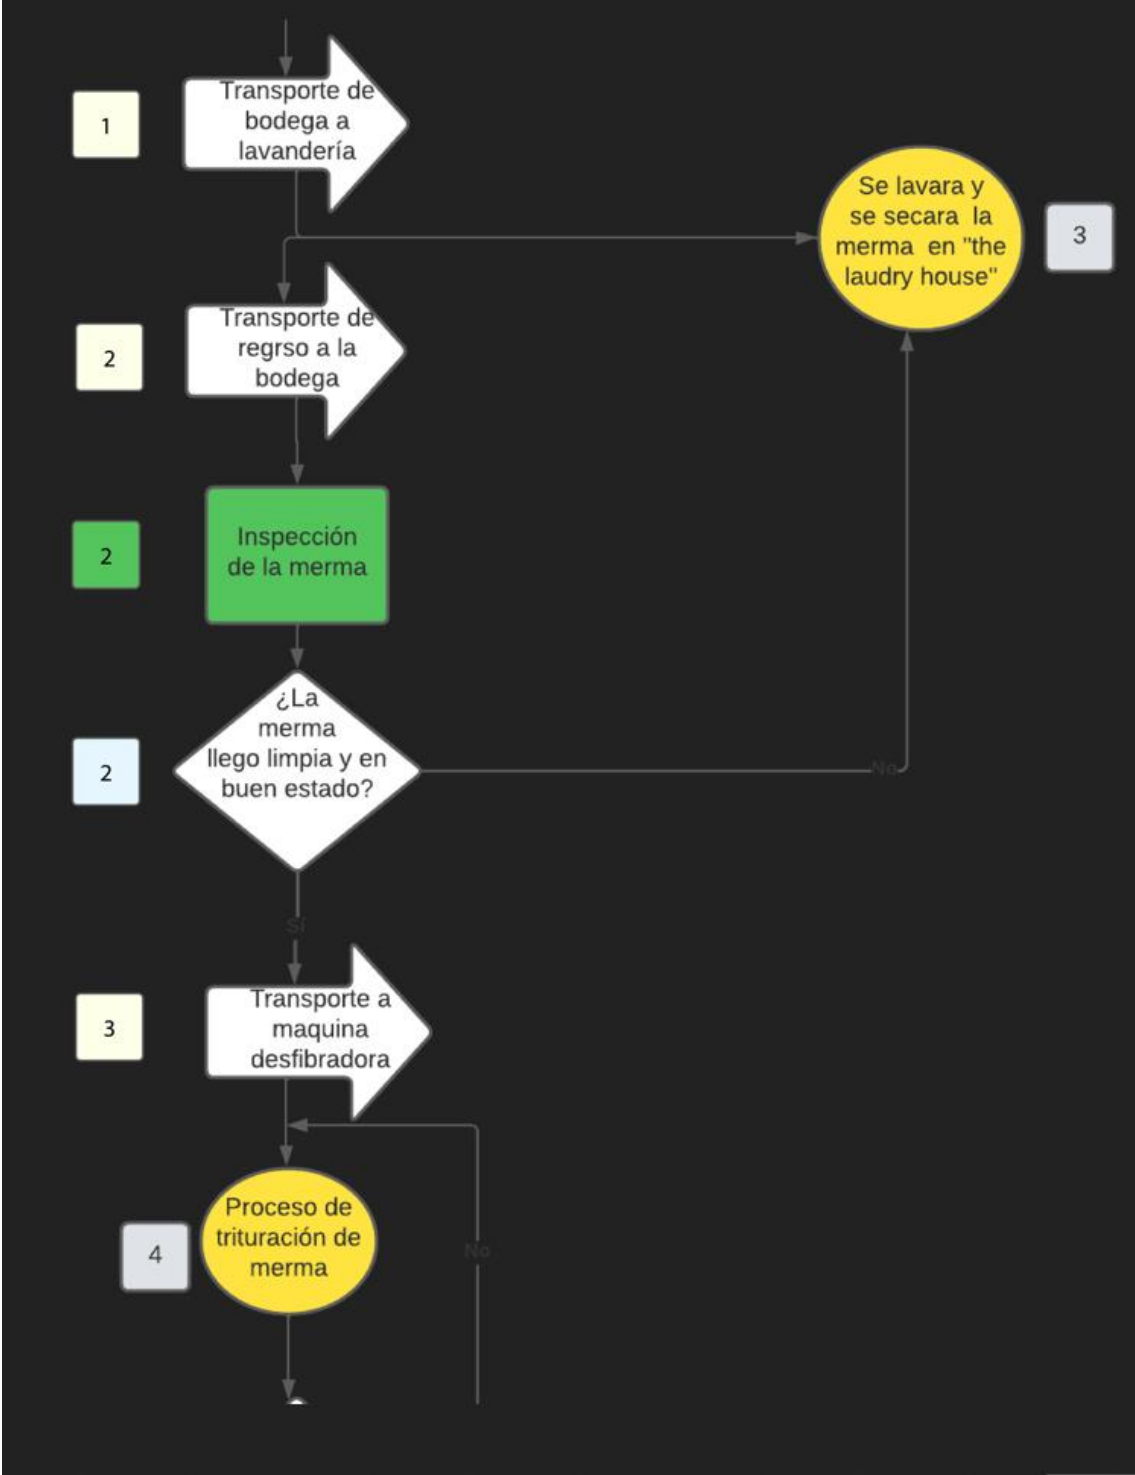 1
Transporte de
bodega a
lavandería
Se lavara y
se secara la
merma en "the
laudry house"
3
2
Transporte de
regrso a la
bodega
2
Inspección
de la merma
2
¿La
merma
llego limpia y en
buen estado?
No
Sí
3
Transporte a
maquina
desfibradora
4
Proceso de
trituración de
merma
No